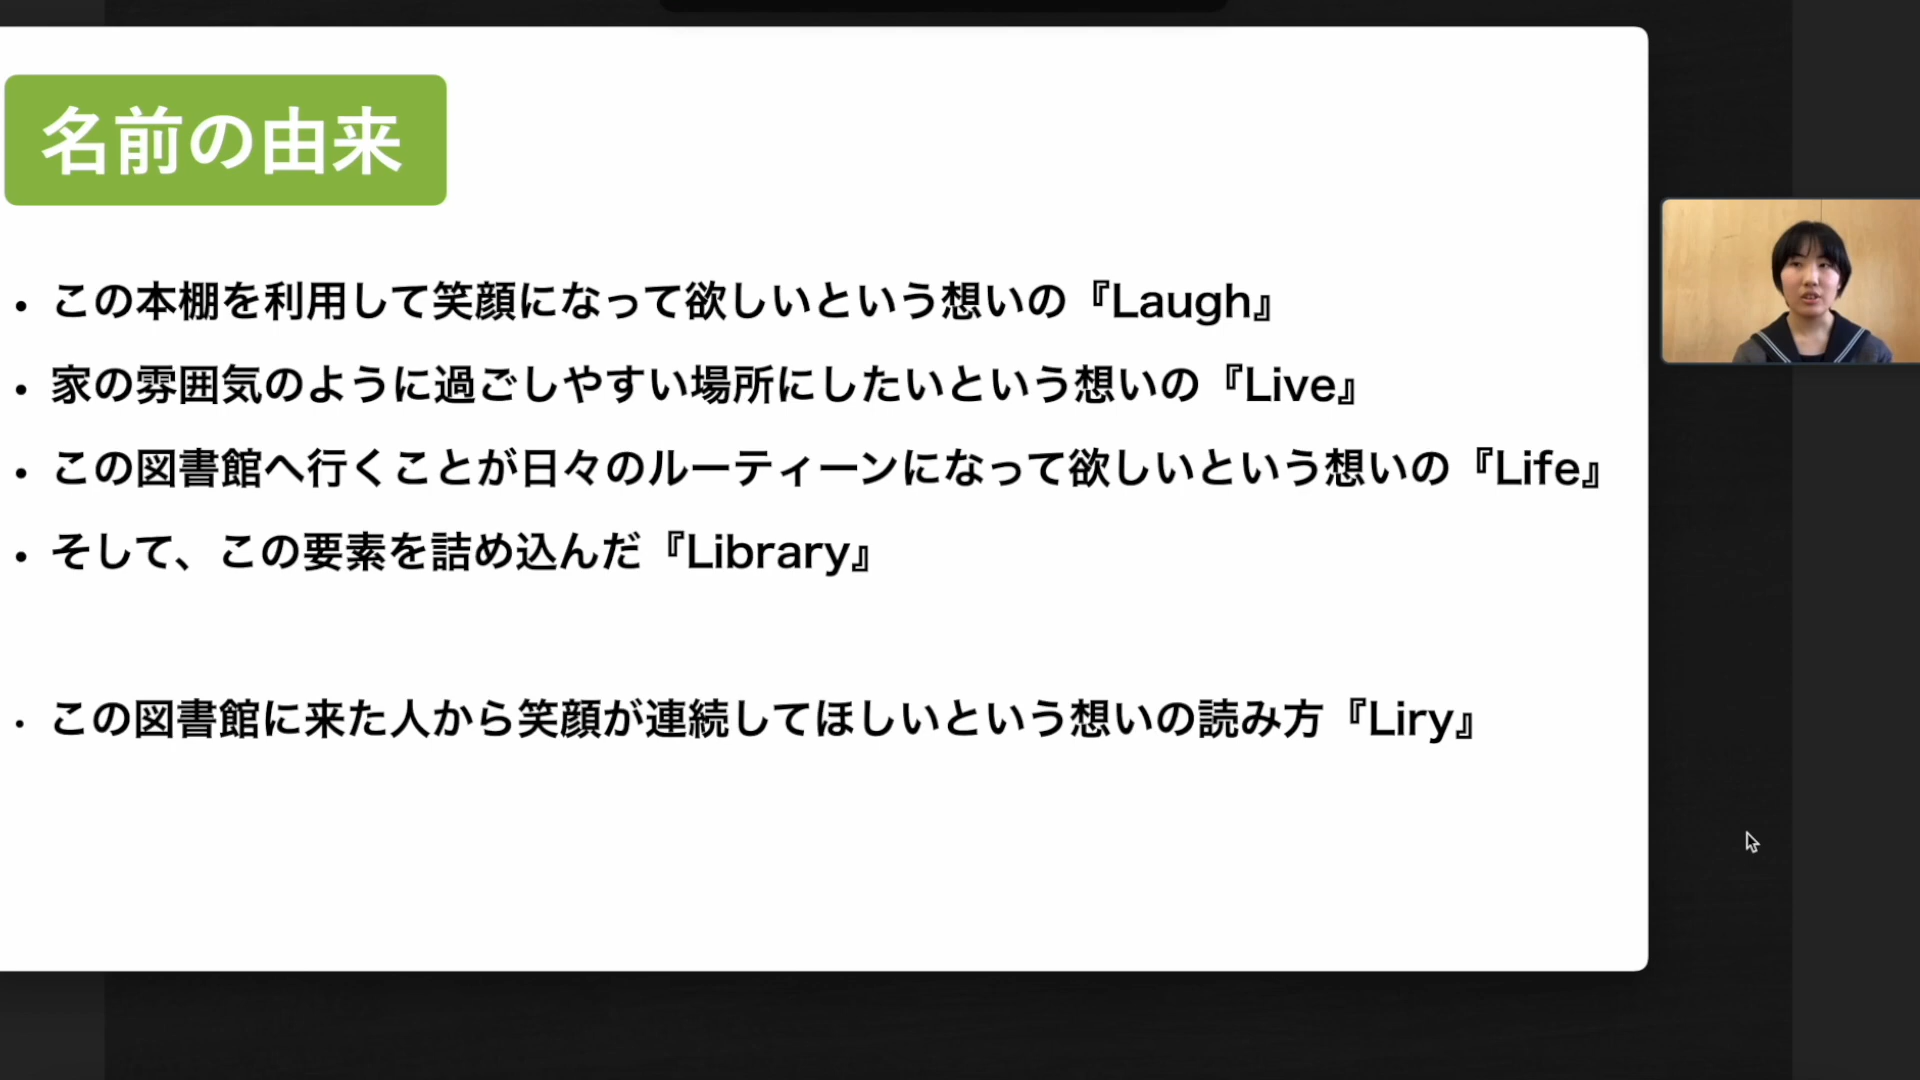 名前の由来
・この本棚を利用して笑顔になって欲しいという想いの『Laugh』
・家の雰囲気のように過ごしやすい場所にしたいという想いの『Live』
・この図書館へ行くことが日々のルーティーンになって欲しいという想いの『Life』
・そして、この要素を詰め込んだ『Library』
・この図書館に来た人から笑顔が連続してほしいという想いの読み方『Liry』